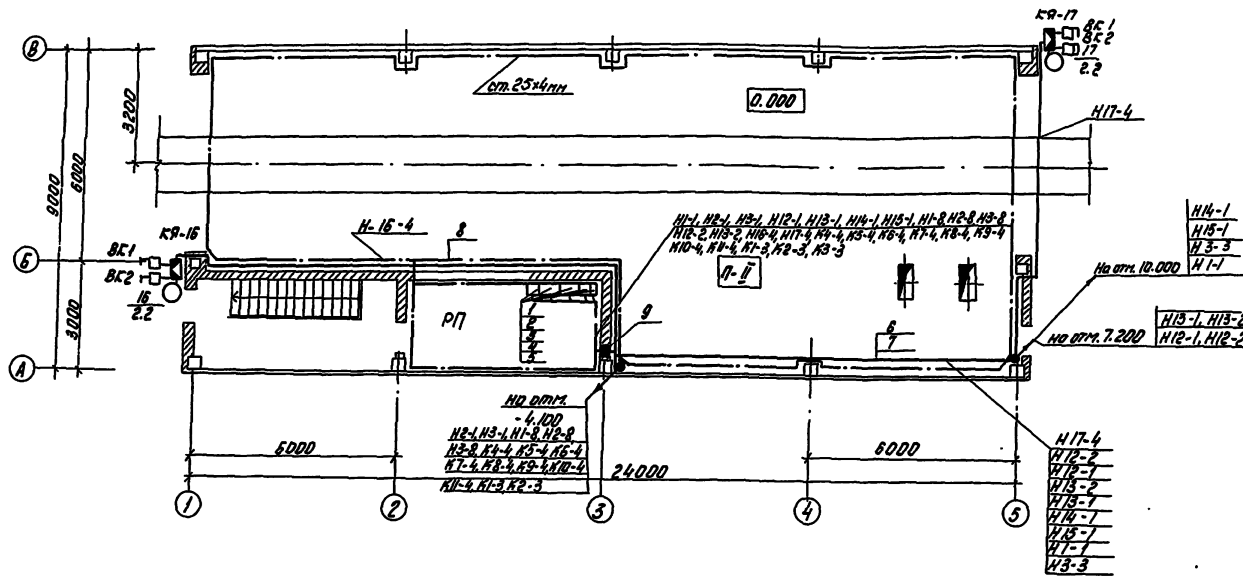 КЯ-17
ВК1
ВК2
17
2.2
В
ст. 25×4мм
0.000
Н17-4
3200
6000
9000
3000
КЯ-16
ВК1
ВК2
16
2.2
Б
Н-16-4
8
Н1-1, Н2-1, Н3-1, Н12-1, Н13-1, Н14-1, Н15-1, Н1-8, Н2-8, Н3-8
Н12-2, Н13-2, Н16-4, Н17-4, К4-4, К5-4, К6-4, К7-4, К8-4, К9-4
К10-4, К11-4, К1-3, К2-3, К3-3
П-II
Н14-1
Н15-1
Н3-3
Н1-1
На отм. 10.000
РП
1
2
3
4
5
9
6
7
на отм. 7.200
Н13-1, Н13-2
Н12-1, Н12-2
А
на отм.
-4.100
Н2-1, Н3-1, Н1-8, Н2-8,
Н3-8, К4-4, К5-4, К6-4
К7-4, К8-4, К9-4, К10-4
К11-4, К1-3, К2-3
6000
24000
6000
Н17-4
Н12-2
Н12-1
Н13-2
Н13-1
Н14-1
Н15-1
Н1-1
Н3-3
1
2
3
4
5